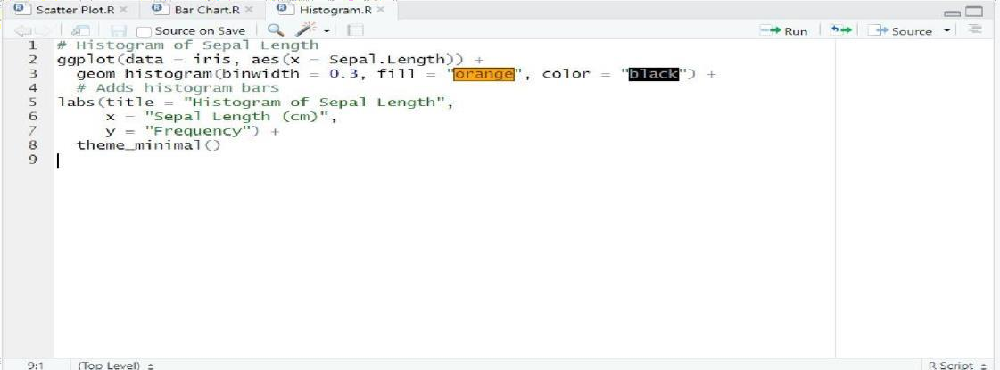 Scatter Plot.R Bar Chart.R Histogram.R
Source on Save Run Source
1 # Histogram of Sepal Length
2 ggplot(data = iris, aes(x = Sepal.Length)) +
3 geom_histogram(binwidth = 0.3, fill = "orange", color = "black") +
4 # Adds histogram bars
5 labs(title = "Histogram of Sepal Length",
6 x = "Sepal Length (cm)",
7 y = "Frequency") +
8 theme_minimal()
9
9:1 (Top Level) R Script